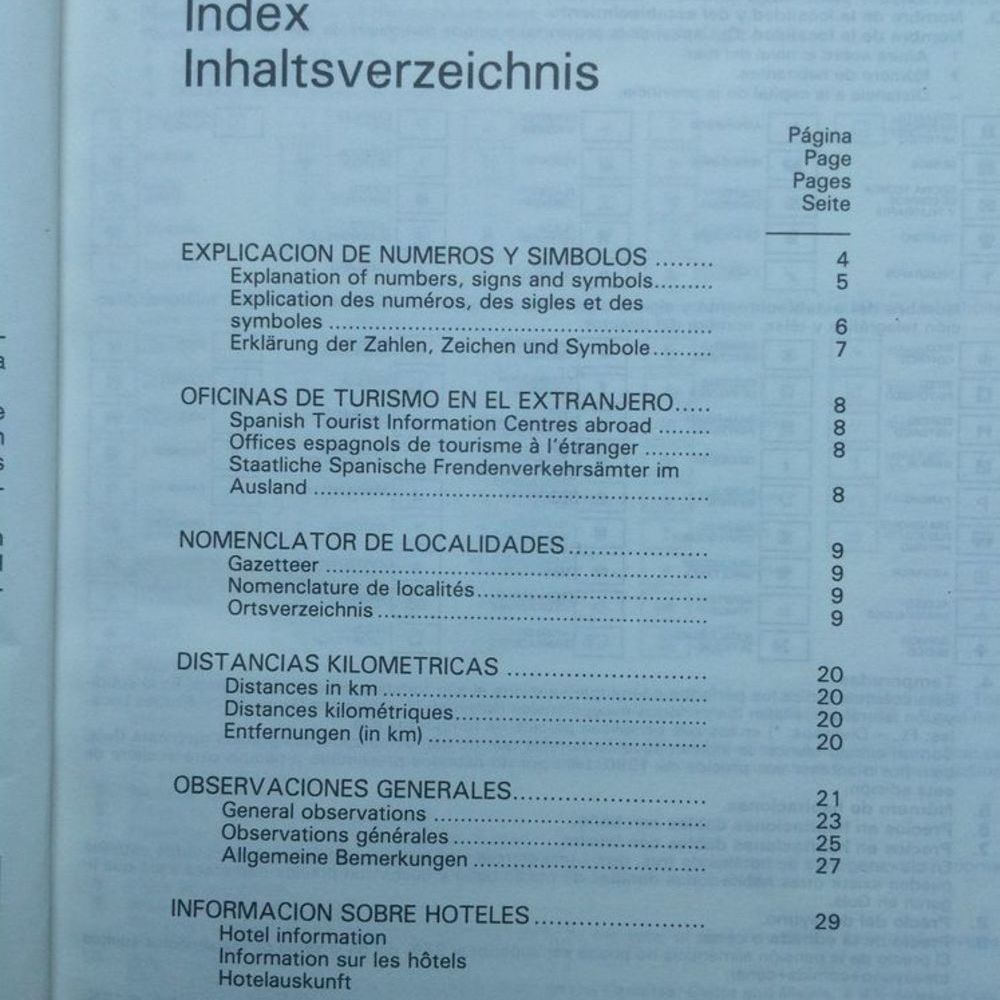 Index
Inhaltsverzeichnis
Página
Page
Pages
Seite
EXPLICACION DE NUMEROS Y SIMBOLOS ........ 4
Explanation of numbers, signs and symbols......... 5
Explication des numéros, des sigles et des
symboles ................................................................ 6
Erklärung der Zahlen, Zeichen und Symbole.......... 7
OFICINAS DE TURISMO EN EL EXTRANJERO..... 8
Spanish Tourist Information Centres abroad ........ 8
Offices espagnols de tourisme à l'étranger ........... 8
Staatliche Spanische Frendenverkehrsämter im
Ausland .................................................................. 8
NOMENCLATOR DE LOCALIDADES....................... 9
Gazetteer ................................................................ 9
Nomenclature de localités...................................... 9
Ortsverzeichnis ....................................................... 9
DISTANCIAS KILOMETRICAS ................................. 20
Distances in km ...................................................... 20
Distances kilométriques.......................................... 20
Entfernungen (in km) .............................................. 20
OBSERVACIONES GENERALES................................ 21
General observations .............................................. 23
Observations générales........................................... 25
Allgemeine Bemerkungen ....................................... 27
INFORMACION SOBRE HOTELES............................. 29
Hotel information
Information sur les hôtels
Hotelauskunft